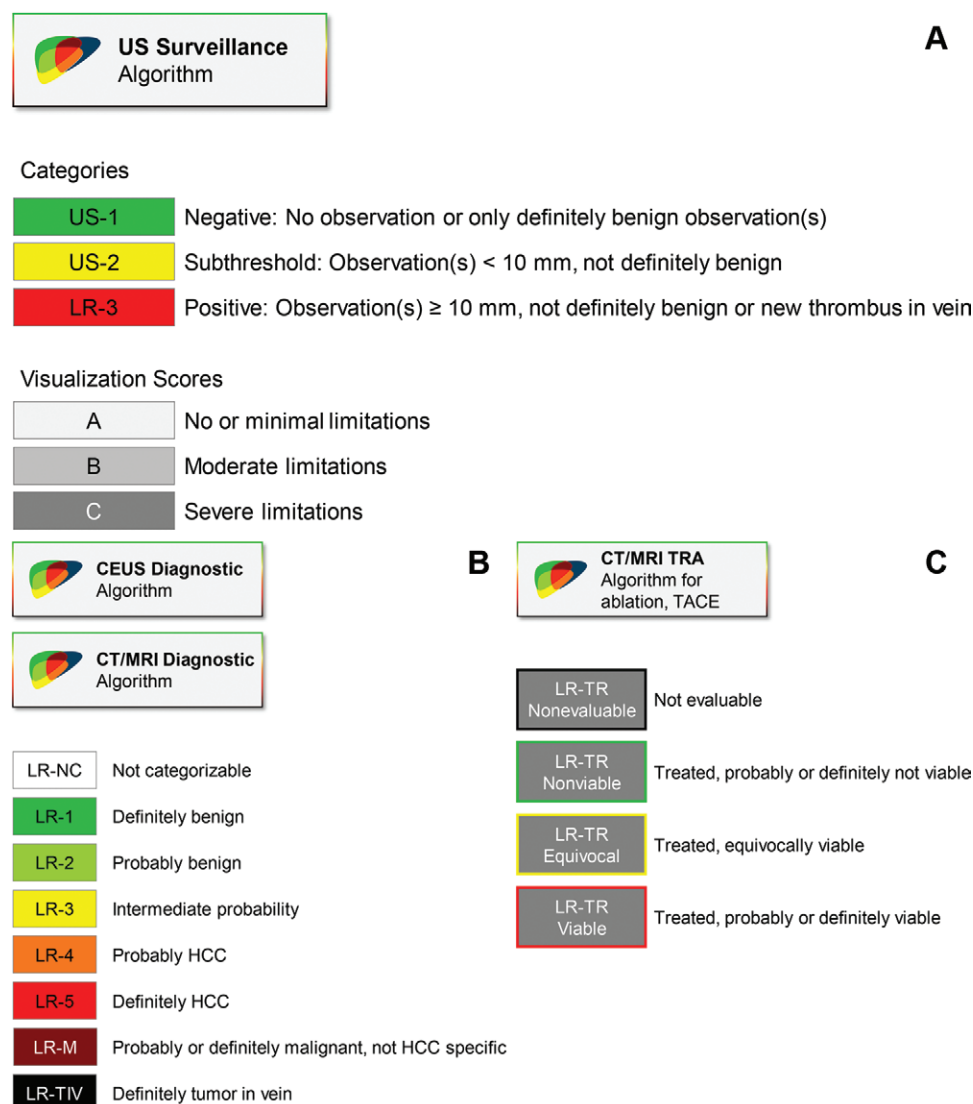 US Surveillance
Algorithm
A
Categories
US-1 Negative: No observation or only definitely benign observation(s)
US-2 Subthreshold: Observation(s) < 10 mm, not definitely benign
LR-3 Positive: Observation(s) ≥ 10 mm, not definitely benign or new thrombus in vein
Visualization Scores
A No or minimal limitations
B Moderate limitations
C Severe limitations
CEUS Diagnostic
Algorithm
B
CT/MRI Diagnostic
Algorithm
LR-NC Not categorizable
LR-1 Definitely benign
LR-2 Probably benign
LR-3 Intermediate probability
LR-4 Probably HCC
LR-5 Definitely HCC
LR-M Probably or definitely malignant, not HCC specific
LR-TIV Definitely tumor in vein
CT/MRI TRA
Algorithm for
ablation, TACE
C
LR-TR
Nonevaluable
Not evaluable
LR-TR
Nonviable
Treated, probably or definitely not viable
LR-TR
Equivocal
Treated, equivocally viable
LR-TR
Viable
Treated, probably or definitely viable